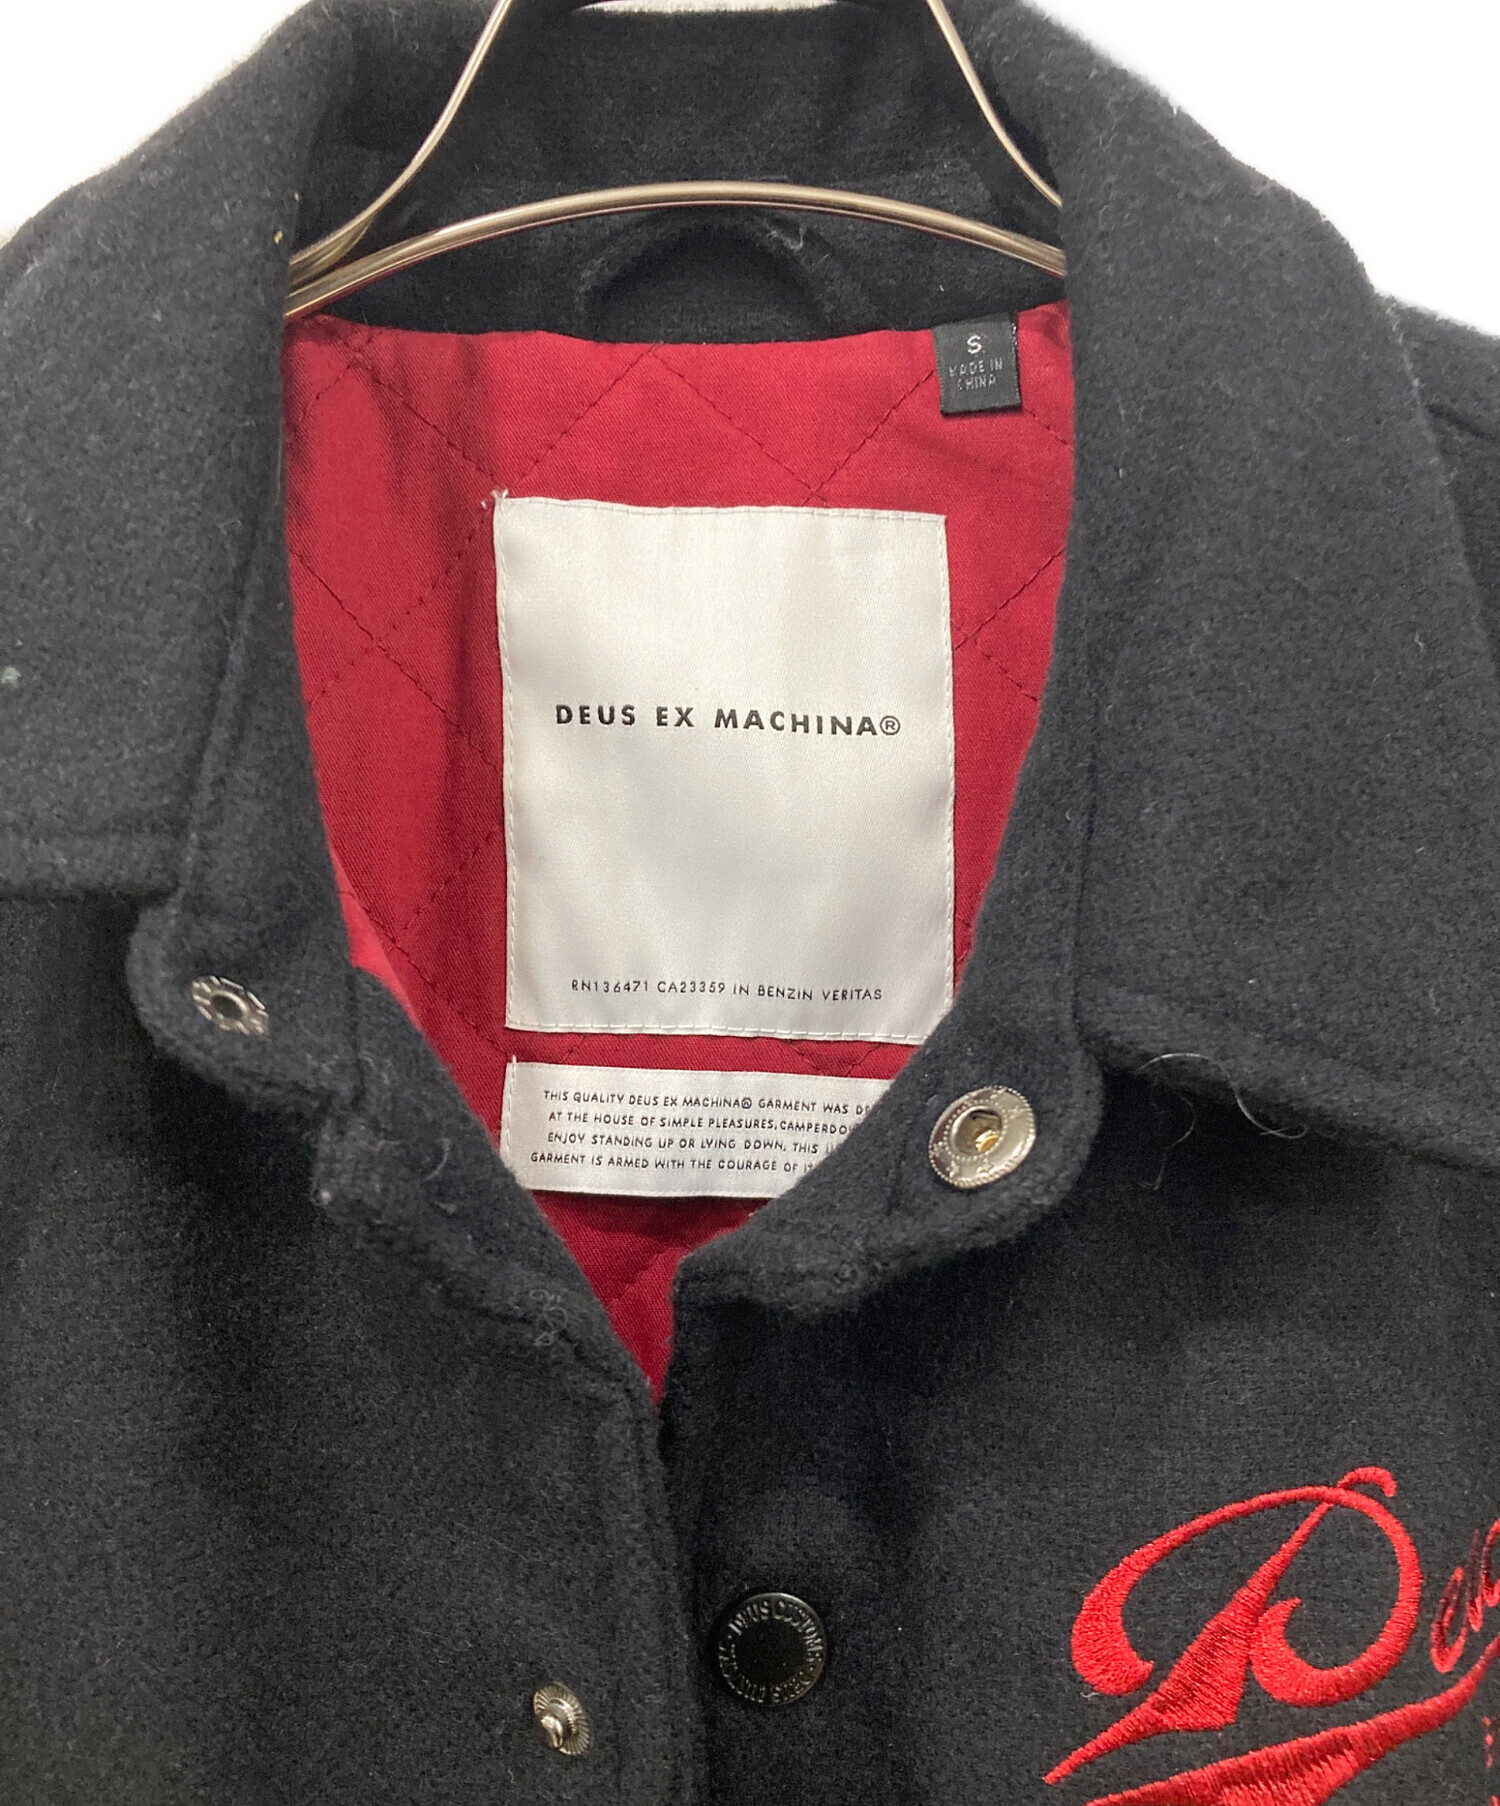 S
MADE IN
CHINA
DEUS EX MACHINA®
RN136471 CA23359 IN BENZIN VERITAS
THIS QUALITY DEUS EX MACHINA® GARMENT WAS
AT THE HOUSE OF SIMPLE PLEASURES, CAMPERDO
ENJOY STANDING UP OR LYING DOWN. THIS
GARMENT IS ARMED WITH THE COURAGE OF
DEUS CUSTOMS